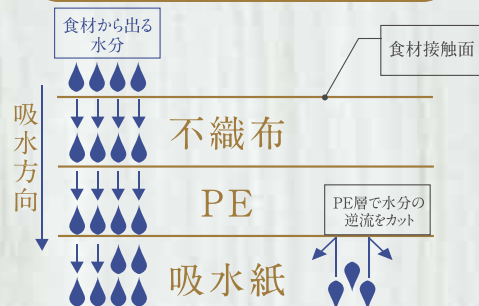 食材から出る
水分
食材接触面
吸水方向
不織布
PE
PE層で水分の
逆流をカット
吸水紙